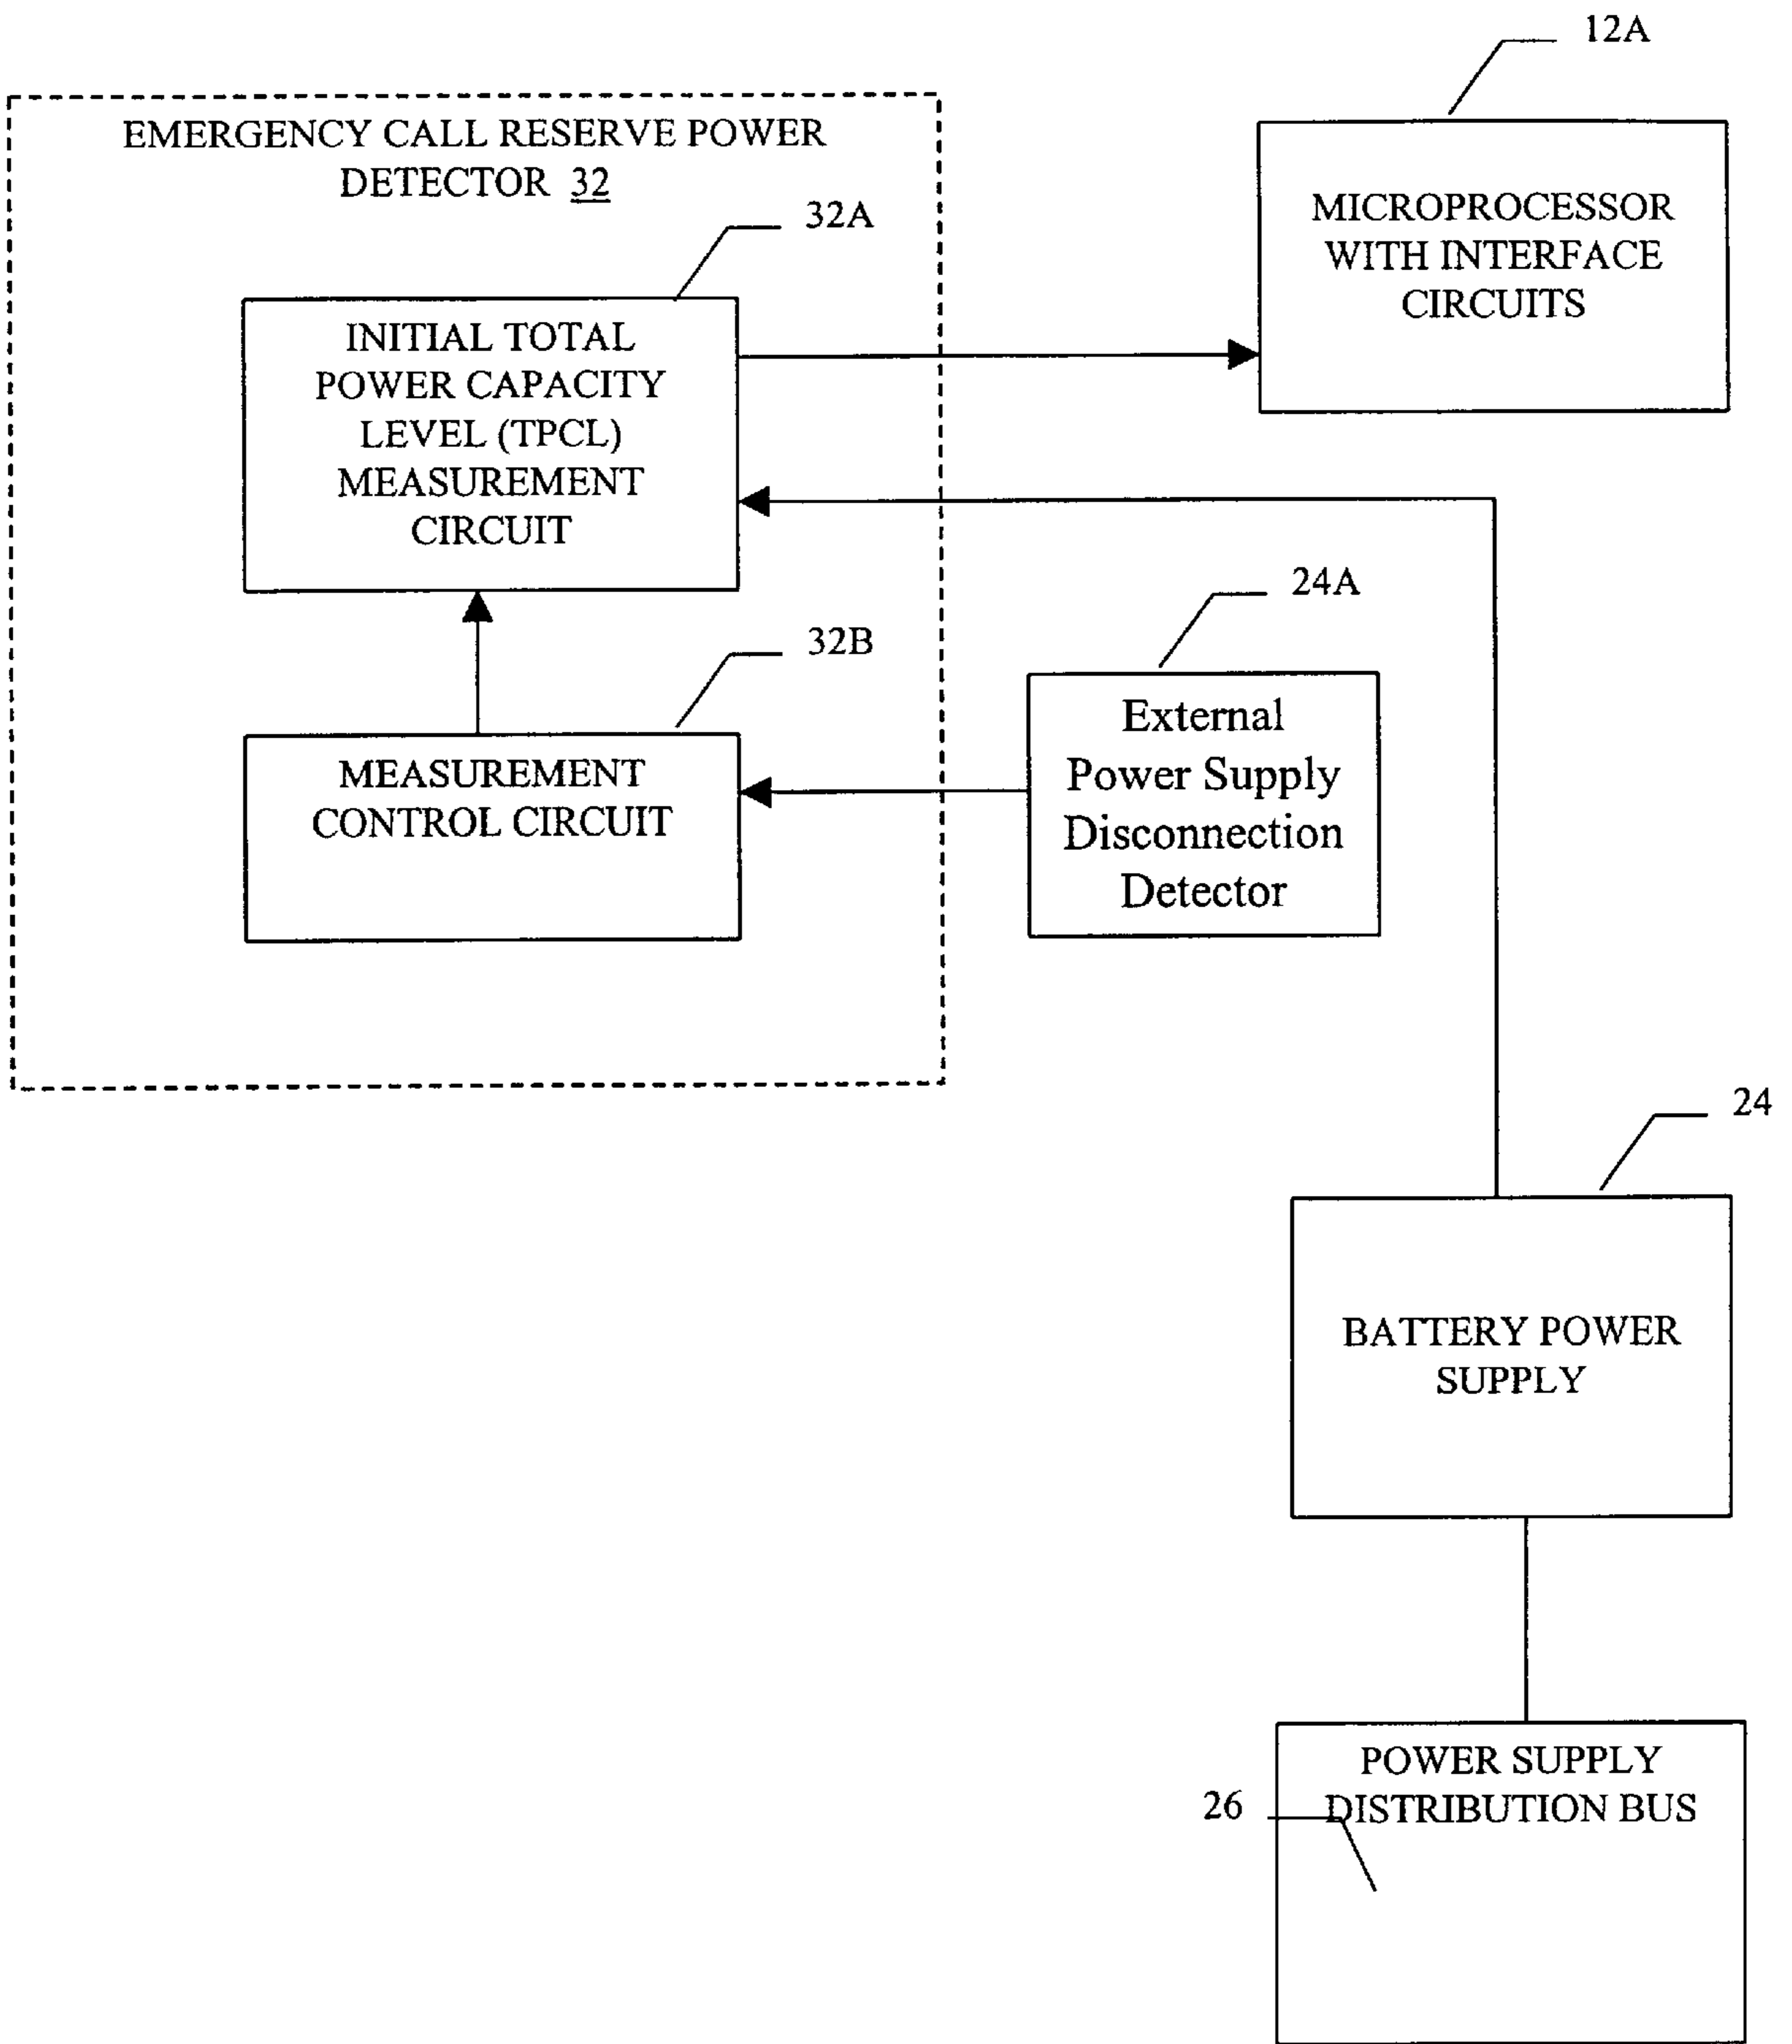 12A
EMERGENCY CALL RESERVE POWER
DETECTOR 32
32A
MICROPROCESSOR
WITH INTERFACE
CIRCUITS
INITIAL TOTAL
POWER CAPACITY
LEVEL (TPCL)
MEASUREMENT
CIRCUIT
24A
32B
External
Power Supply
Disconnection
Detector
MEASUREMENT
CONTROL CIRCUIT
24
BATTERY POWER
SUPPLY
POWER SUPPLY
DISTRIBUTION BUS
26